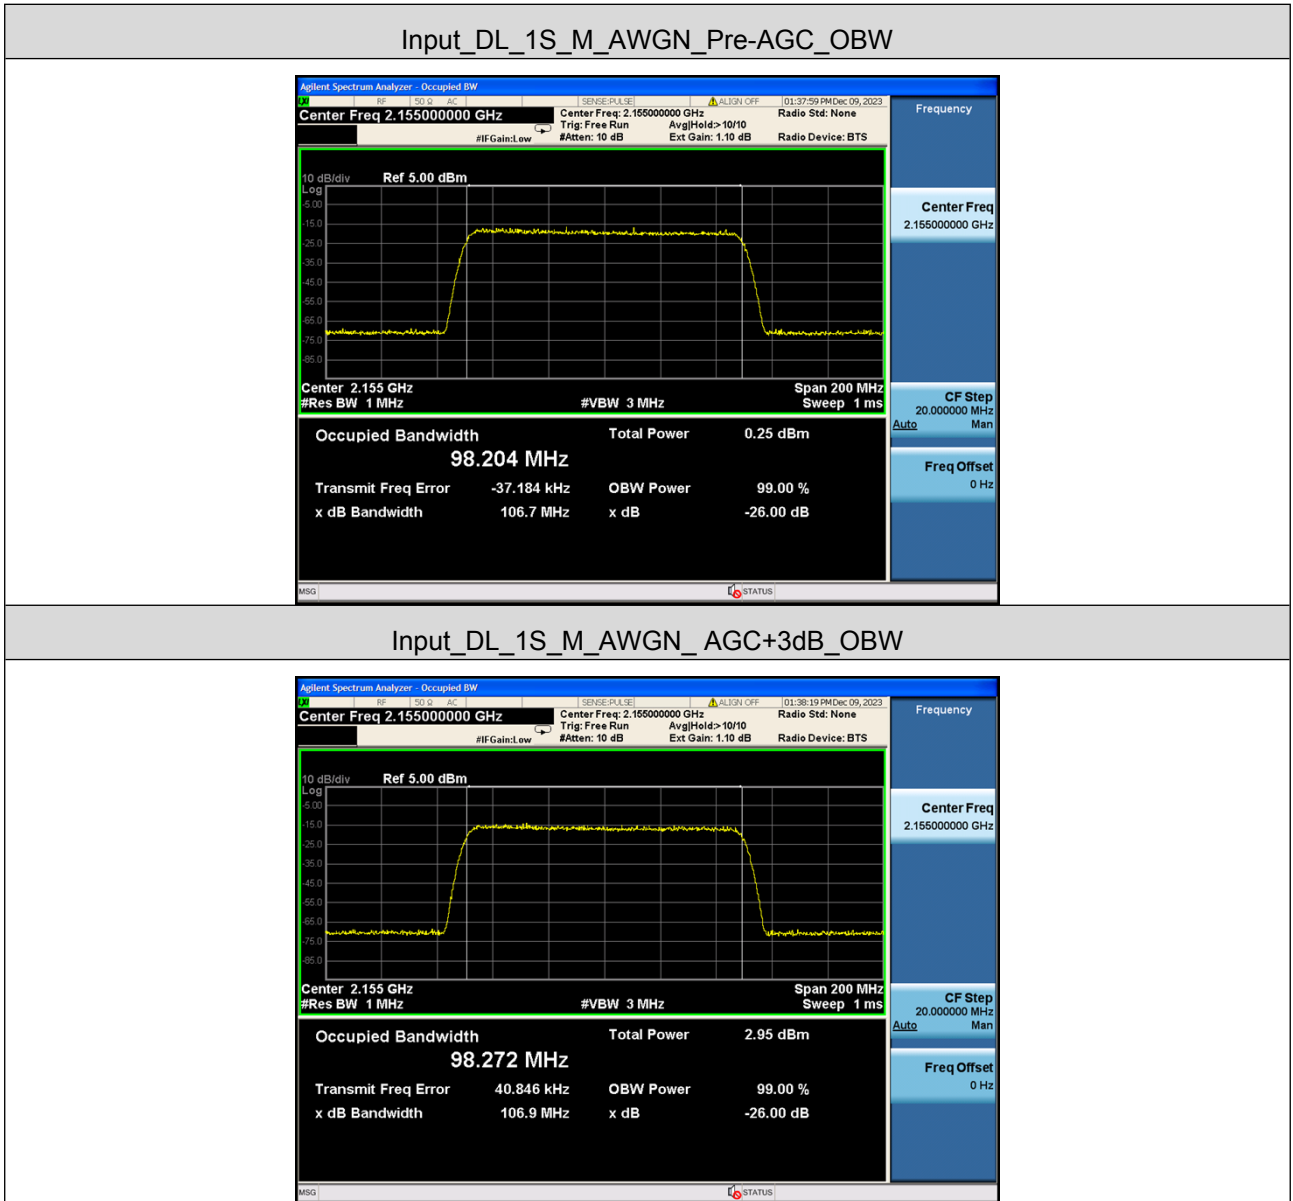 Input_DL_1S_M_AWGN_Pre-AGC_OBW
Agilent Spectrum Analyzer - Occupied BW
RF 50 Ω AC SENSE:PULSE ALIGN OFF 01:37:59 PM Dec 09, 2023
Center Freq 2.155000000 GHz
Center Freq: 2.155000000 GHz Radio Std: None
Trig: Free Run Avg|Hold:> 10/10
#IFGain:Low #Atten: 10 dB Ext Gain: 1.10 dB Radio Device: BTS
10 dB/div Ref 5.00 dBm
Log
-5.00
-15.0
-25.0
-35.0
-45.0
-55.0
-65.0
-75.0
-85.0
Center 2.155 GHz Span 200 MHz
#Res BW 1 MHz #VBW 3 MHz Sweep 1 ms
Occupied Bandwidth Total Power 0.25 dBm
98.204 MHz
Transmit Freq Error -37.184 kHz OBW Power 99.00 %
x dB Bandwidth 106.7 MHz x dB -26.00 dB
MSG STATUS
Frequency
Center Freq
2.155000000 GHz
CF Step
20.000000 MHz
Auto Man
Freq Offset
0 Hz
Input_DL_1S_M_AWGN_ AGC+3dB_OBW
Agilent Spectrum Analyzer - Occupied BW
RF 50 Ω AC SENSE:PULSE ALIGN OFF 01:38:19 PM Dec 09, 2023
Center Freq 2.155000000 GHz
Center Freq: 2.155000000 GHz Radio Std: None
Trig: Free Run Avg|Hold:> 10/10
#IFGain:Low #Atten: 10 dB Ext Gain: 1.10 dB Radio Device: BTS
10 dB/div Ref 5.00 dBm
Log
-5.00
-15.0
-25.0
-35.0
-45.0
-55.0
-65.0
-75.0
-85.0
Center 2.155 GHz Span 200 MHz
#Res BW 1 MHz #VBW 3 MHz Sweep 1 ms
Occupied Bandwidth Total Power 2.95 dBm
98.272 MHz
Transmit Freq Error 40.846 kHz OBW Power 99.00 %
x dB Bandwidth 106.9 MHz x dB -26.00 dB
MSG STATUS
Frequency
Center Freq
2.155000000 GHz
CF Step
20.000000 MHz
Auto Man
Freq Offset
0 Hz